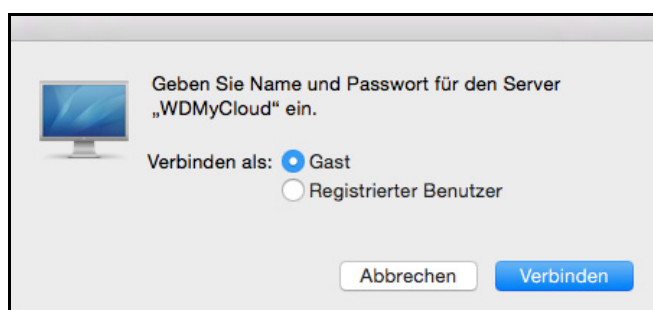 Geben Sie Name und Passwort für den Server
„WDMyCloud“ ein.
Verbinden als: Gast
Registrierter Benutzer
Abbrechen Verbinden